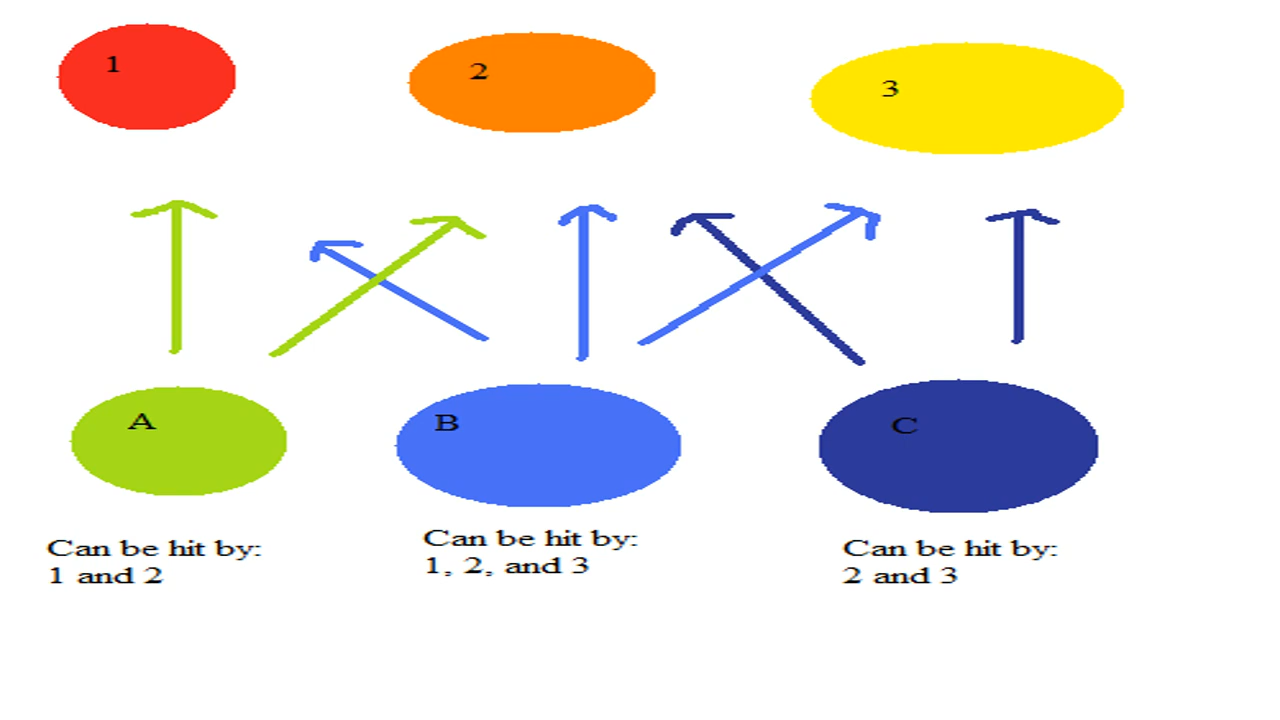 1
2
3
A
B
C
Can be hit by:
1 and 2
Can be hit by:
1, 2, and 3
Can be hit by:
2 and 3